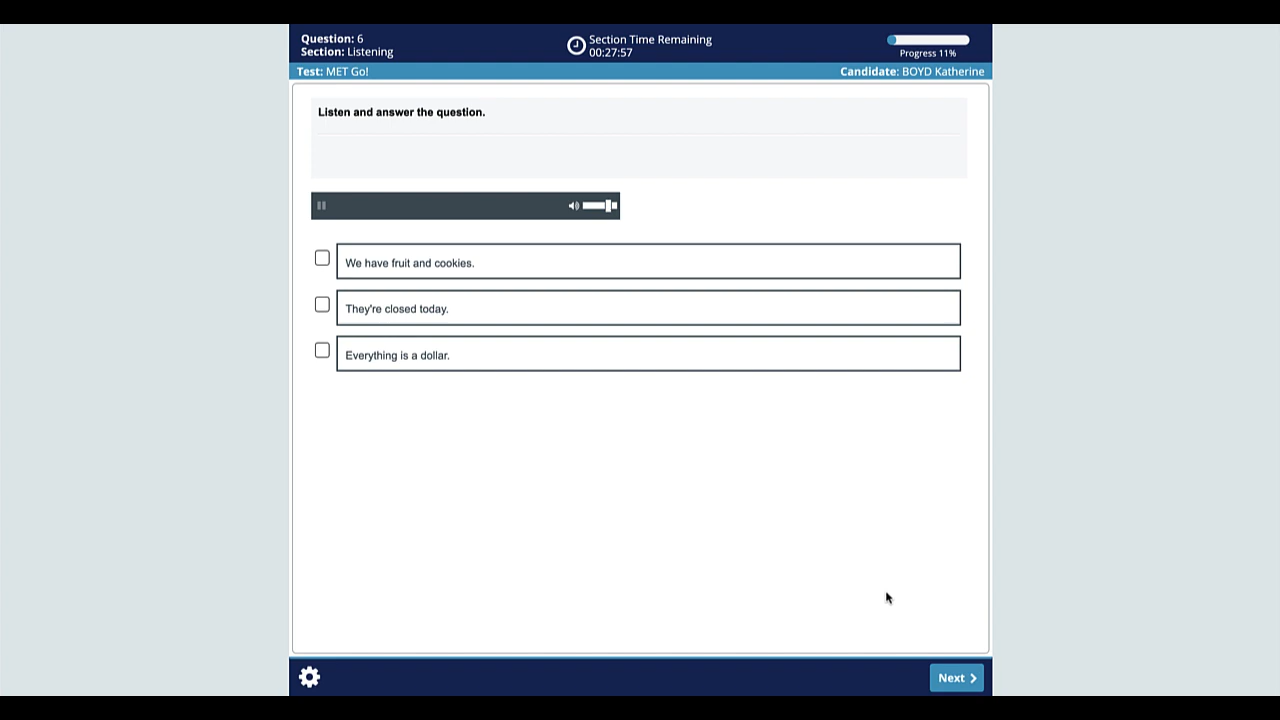 Question: 6
Section: Listening
Section Time Remaining
00:27:57
Progress 11%
Test: MET Go!
Candidate: BOYD Katherine
Listen and answer the question.
We have fruit and cookies.
They're closed today.
Everything is a dollar.
Next